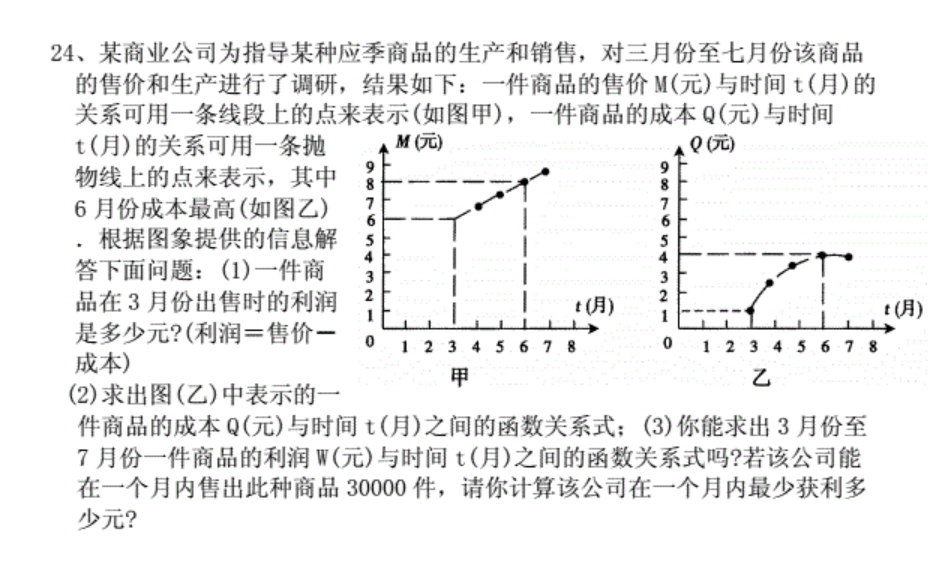 24、某商业公司为指导某种应季商品的生产和销售，对三月份至七月份该商品
的售价和生产进行了调研，结果如下：一件商品的售价 M(元)与时间 t(月)的
关系可用一条线段上的点来表示(如图甲)，一件商品的成本 Q(元)与时间
t(月)的关系可用一条抛
物线上的点来表示，其中
6 月份成本最高(如图乙)
．根据图象提供的信息解
答下面问题：(1)一件商
品在 3 月份出售时的利润
是多少元?(利润＝售价－
成本)
(2)求出图(乙)中表示的一
件商品的成本 Q(元)与时间 t(月)之间的函数关系式；(3)你能求出 3 月份至
7 月份一件商品的利润 W(元)与时间 t(月)之间的函数关系式吗?若该公司能
在一个月内售出此种商品 30000 件，请你计算该公司在一个月内最少获利多
少元?
M (元)
9
8
7
6
5
4
3
2
1
0 1 2 3 4 5 6 7 8
t (月)
甲
Q (元)
9
8
7
6
5
4
3
2
1
0 1 2 3 4 5 6 7 8
t (月)
乙